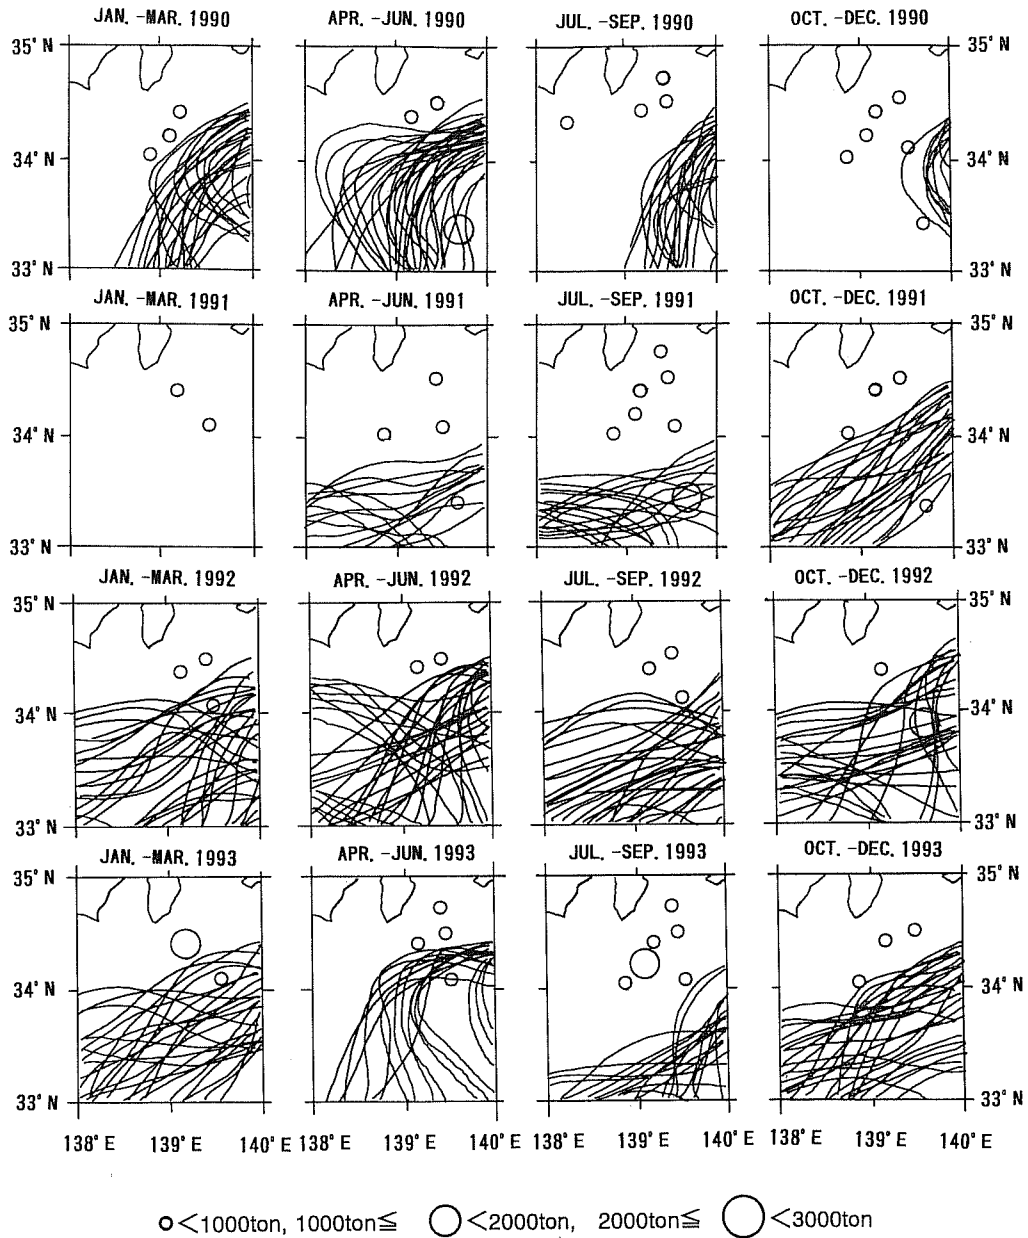 JAN. -MAR. 1990 APR. -JUN. 1990 JUL. -SEP. 1990 OCT. -DEC. 1990
35° N 35° N
34° N 34° N
33° N 33° N
JAN. -MAR. 1991 APR. -JUN. 1991 JUL. -SEP. 1991 OCT. -DEC. 1991
35° N 35° N
34° N 34° N
33° N 33° N
JAN. -MAR. 1992 APR. -JUN. 1992 JUL. -SEP. 1992 OCT. -DEC. 1992
35° N 35° N
34° N 34° N
33° N 33° N
JAN. -MAR. 1993 APR. -JUN. 1993 JUL. -SEP. 1993 OCT. -DEC. 1993
35° N 35° N
34° N 34° N
33° N 33° N
138° E 139° E 140° E 138° E 139° E 140° E 138° E 139° E 140° E 138° E 139° E 140° E
<1000ton, 1000ton≦ <2000ton, 2000ton≦ <3000ton